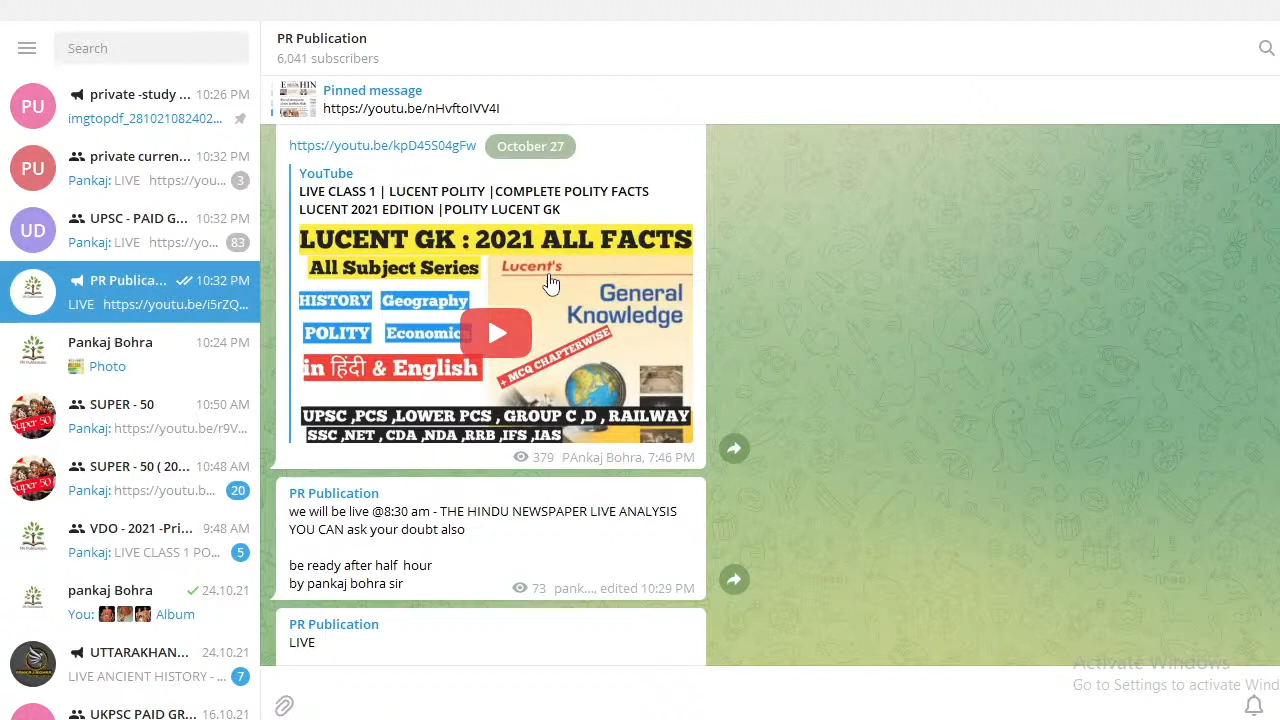 Search
PU
private -study ...
10:26 PM
imgtopdf_281021082402...
PU
private curren...
10:32 PM
Pankaj: LIVE https://you...
3
UD
UPSC - PAID G...
10:32 PM
Pankaj: LIVE https://yo...
83
PR Publica...
10:32 PM
LIVE https://youtu.be/i5rZQ...
Pankaj Bohra
10:24 PM
Photo
SUPER - 50
10:50 AM
Pankaj: https://youtu.be/r9V...
SUPER - 50 ( 20...
10:48 AM
Pankaj: https://youtu.b...
20
VDO - 2021 -Pri...
9:48 AM
Pankaj: LIVE CLASS 1 PO...
5
pankaj Bohra
24.10.21
You: Album
UTTARAKHAN...
24.10.21
LIVE ANCIENT HISTORY - ...
7
UKPSC PAID GR...
16.10.21
PR Publication
6,041 subscribers
Pinned message
https://youtu.be/nHvftoIVV4I
https://youtu.be/kpD45S04gFw
October 27
YouTube
LIVE CLASS 1 | LUCENT POLITY |COMPLETE POLITY FACTS
LUCENT 2021 EDITION |POLITY LUCENT GK
LUCENT GK : 2021 ALL FACTS
All Subject Series
Lucent's
HISTORY Geography
General
Knowledge
POLITY Economic
+ MCQ CHAPTERWISE
in हिंदी & English
UPSC ,PCS ,LOWER PCS , GROUP C ,D , RAILWAY
SSC ,NET , CDA ,NDA ,RRB ,IFS ,IAS
379 PAnkaj Bohra, 7:46 PM
PR Publication
we will be live @8:30 am - THE HINDU NEWSPAPER LIVE ANALYSIS
YOU CAN ask your doubt also
be ready after half hour
by pankaj bohra sir
73 pank..., edited 10:29 PM
PR Publication
LIVE
Activate Windows
Go to Settings to activate Wind